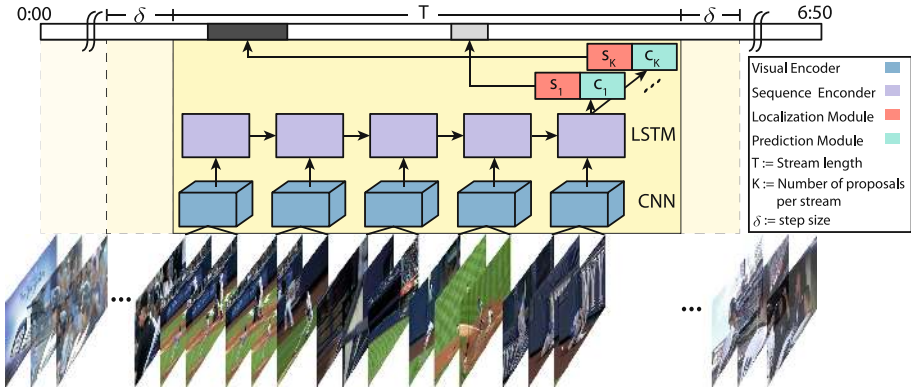 0:00
δ
T
δ
6:50
S_K C_K
S_1 C_1
LSTM
CNN
Visual Encoder
Sequence Enconder
Localization Module
Prediction Module
T := Stream length
K := Number of proposals
per stream
δ := step size
...
...